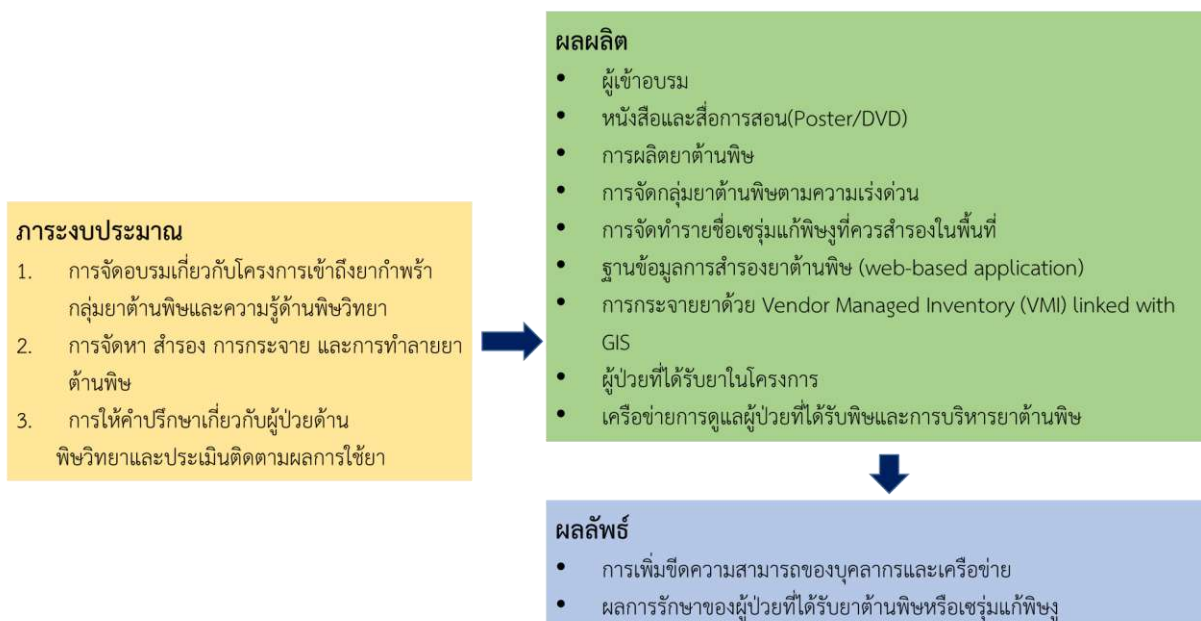 ภาระงบประมาณ
1. การจัดอบรมเกี่ยวกับโครงการเข้าถึงยากำพร้า
กลุ่มยาต้านพิษและความรู้ด้านพิษวิทยา
2. การจัดหา สำรอง การกระจาย และการทำลายยา
ต้านพิษ
3. การให้คำปรึกษาเกี่ยวกับผู้ป่วยด้าน
พิษวิทยาและประเมินติดตามผลการใช้ยา
ผลผลิต
• ผู้เข้าอบรม
• หนังสือและสื่อการสอน(Poster/DVD)
• การผลิตยาต้านพิษ
• การจัดกลุ่มยาต้านพิษตามความเร่งด่วน
• การจัดทำรายชื่อเซรุ่มแก้พิษงูที่ควรสำรองในพื้นที่
• ฐานข้อมูลการสำรองยาต้านพิษ (web-based application)
• การกระจายยาด้วย Vendor Managed Inventory (VMI) linked with
GIS
• ผู้ป่วยที่ได้รับยาในโครงการ
• เครือข่ายการดูแลผู้ป่วยที่ได้รับพิษและการบริหารยาต้านพิษ
ผลลัพธ์
• การเพิ่มขีดความสามารถของบุคลากรและเครือข่าย
• ผลการรักษาของผู้ป่วยที่ได้รับยาต้านพิษหรือเซรุ่มแก้พิษงู